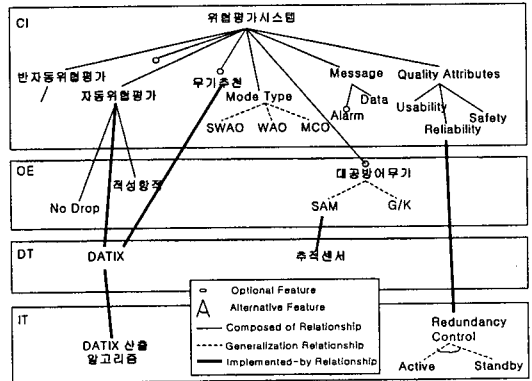 CI
위협평가시스템
반자동위협평가
자동위협평가
무기추천
Message
Quality Attributes
Mode Type
Alarm
Data
Usability
Safety
Reliability
SWAO
WAO
MCO
OE
No Drop
적성항적
대공방어무기
SAM
G/K
DT
DATIX
추적센서
IT
DATIX 산출
알고리즘
Optional Feature
Alternative Feature
Composed of Relationship
Generalization Relationship
Implemented-by Relationship
Redundancy
Control
Active
Standby